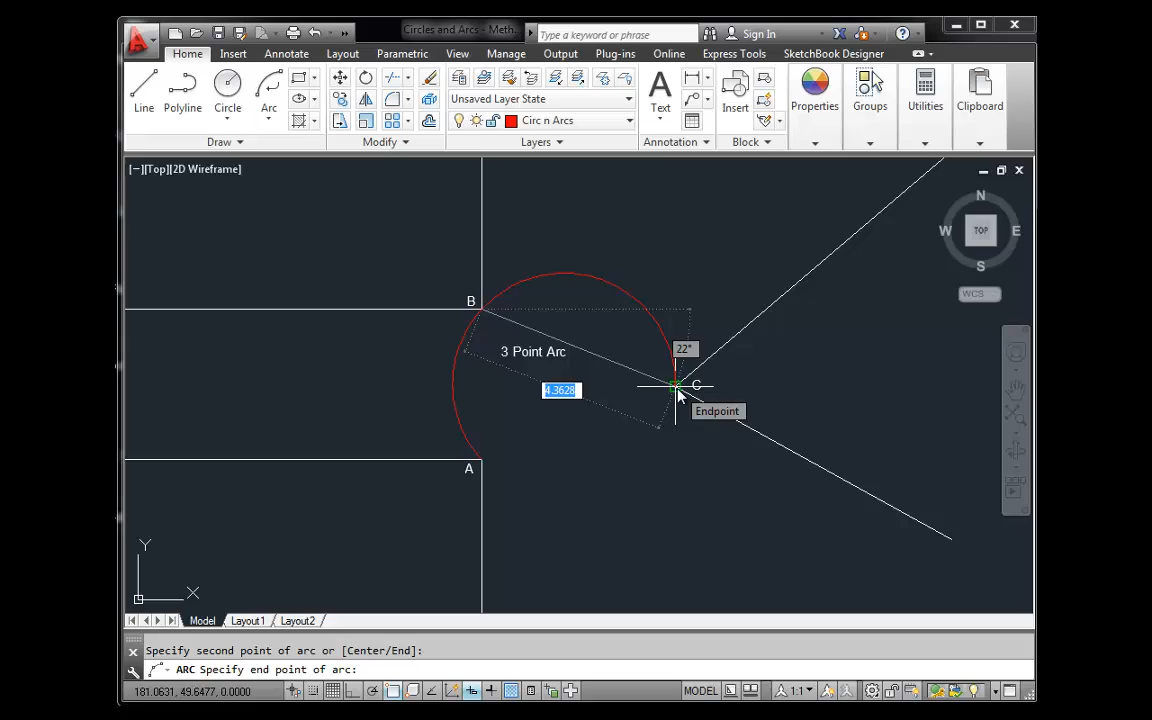 Circles and Arcs - Meth...
Type a keyword or phrase
Sign In
Home Insert Annotate Layout Parametric View Manage Output Plug-ins Online Express Tools SketchBook Designer
Line Polyline Circle Arc
Unsaved Layer State
Circ n Arcs
Text Insert Properties Groups Utilities Clipboard
Draw Modify Layers Annotation Block
[−][Top][2D Wireframe]
N
W TOP E
S
WCS
B
3 Point Arc
22°
4.3628
C
Endpoint
A
Y
X
Model Layout1 Layout2
Specify second point of arc or [Center/End]:
ARC Specify end point of arc:
181.0631, 49.6477, 0.0000
MODEL
1:1